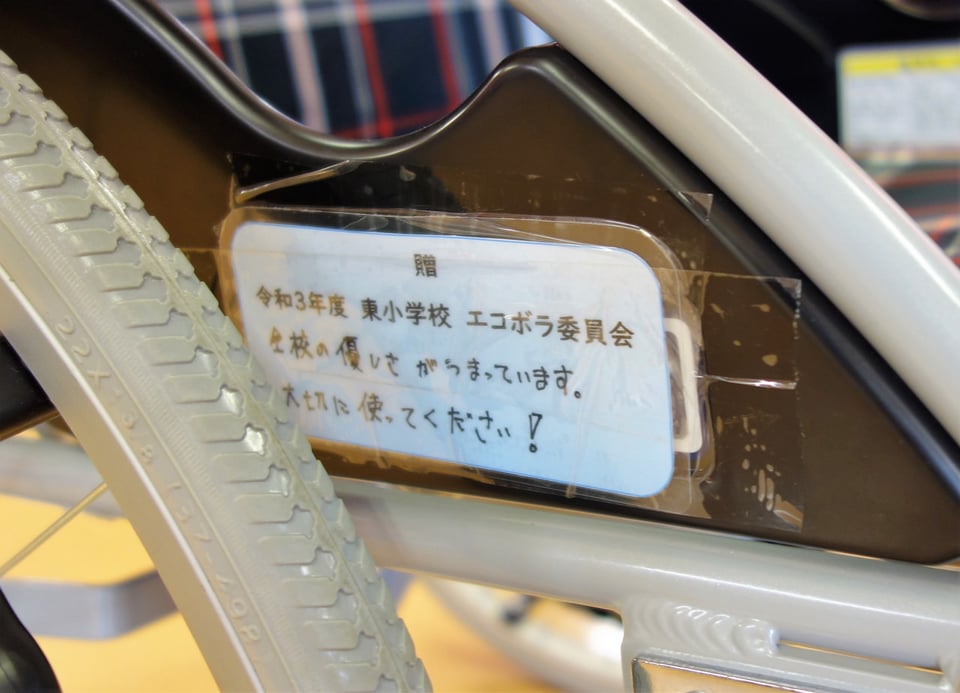 贈
令和3年度 東小学校 エコボラ委員会
全校の優しさ がつまっています。
大切に使ってください!